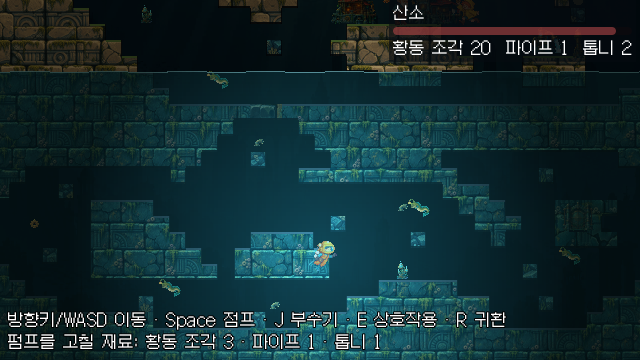 산소
황동 조각 20 파이프 1 톱니 2
방향키/WASD 이동 · Space 점프 · J 부수기 · E 상호작용 · R 귀환
펌프를 고칠 재료: 황동 조각 3 · 파이프 1 · 톱니 1